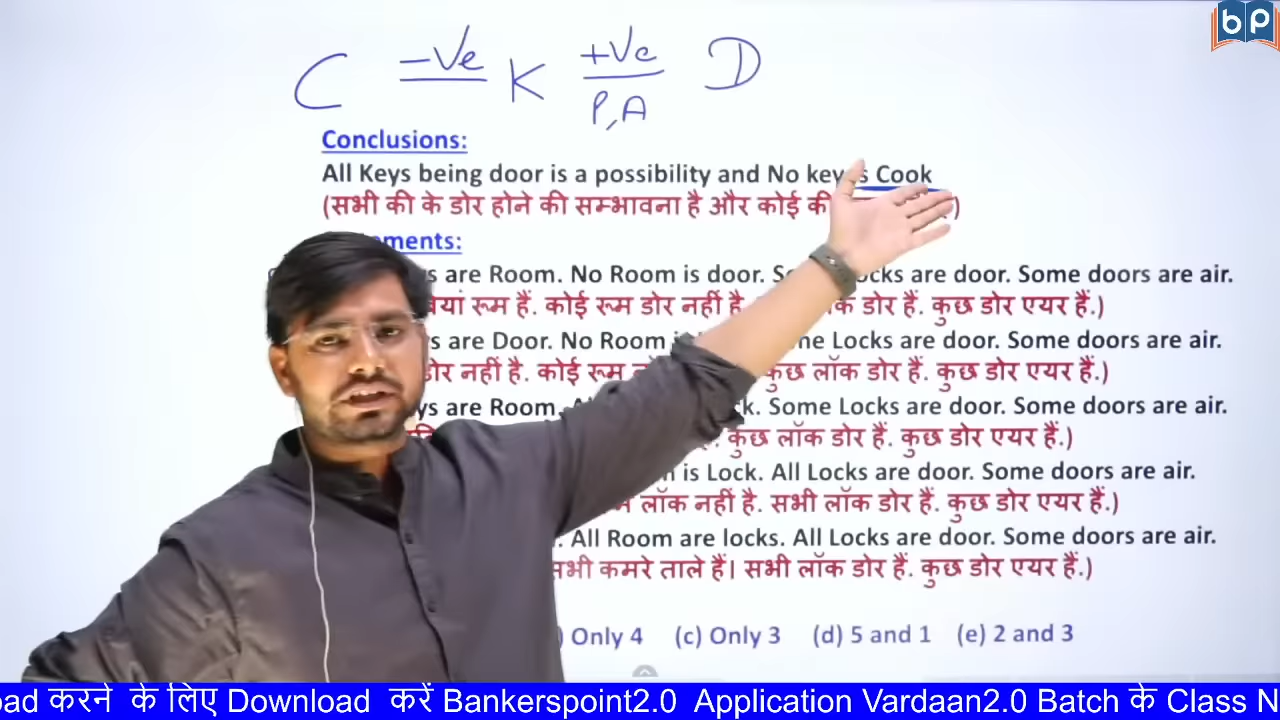 bp
C -Ve K +Ve D
P, A
Conclusions:
All Keys being door is a possibility and No key s Cook
(सभी की के डोर होने की सम्भावना है और कोई की )
ements:
s are Room. No Room is door. S cks are door. Some doors are air.
रूम हैं. कोई रूम डोर नहीं है. डोर हैं. कुछ डोर एयर हैं.)
s are Door. No Room ne Locks are door. Some doors are air.
डोर नहीं है. कोई रूम कुछ लॉक डोर हैं. कुछ डोर एयर हैं.)
ys are Room. k. Some Locks are door. Some doors are air.
कुछ लॉक डोर हैं. कुछ डोर एयर हैं.)
is Lock. All Locks are door. Some doors are air.
लॉक नहीं है. सभी लॉक डोर हैं. कुछ डोर एयर हैं.)
. All Room are locks. All Locks are door. Some doors are air.
सभी कमरे ताले हैं। सभी लॉक डोर हैं. कुछ डोर एयर हैं.)
) Only 4 (c) Only 3 (d) 5 and 1 (e) 2 and 3
oad करने के लिए Download करें Bankerspoint2.0 Application Vardaan2.0 Batch के Class N